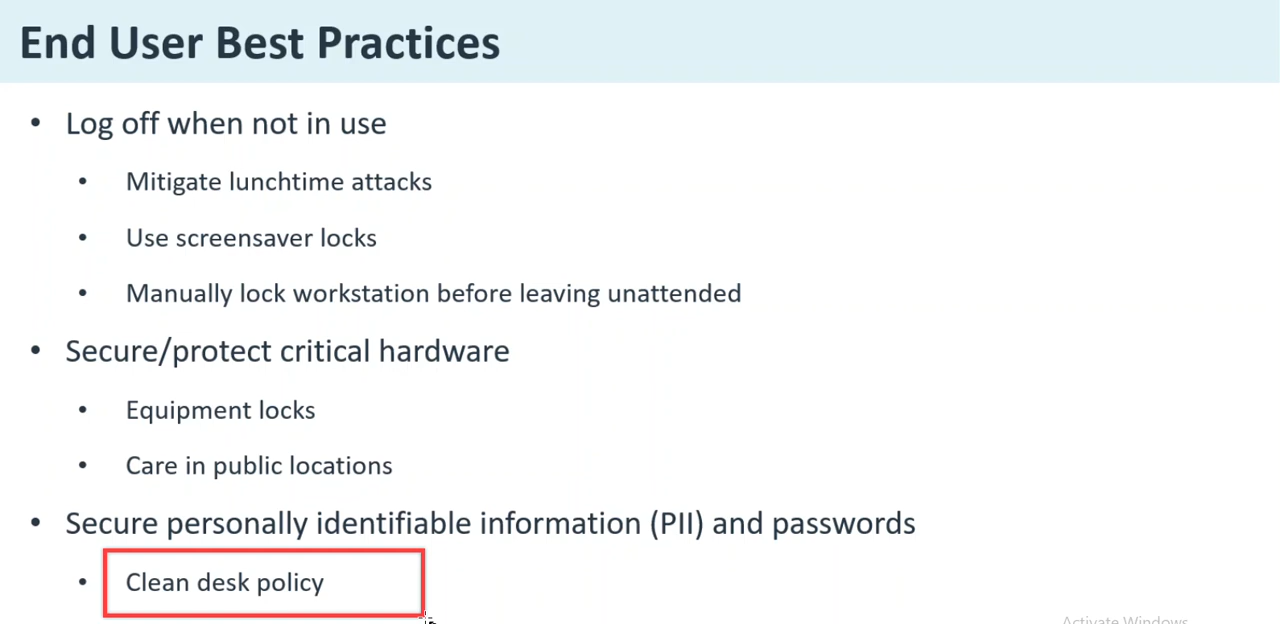 End User Best Practices
• Log off when not in use
• Mitigate lunchtime attacks
• Use screensaver locks
• Manually lock workstation before leaving unattended
• Secure/protect critical hardware
• Equipment locks
• Care in public locations
• Secure personally identifiable information (PII) and passwords
• Clean desk policy
Activate Windows